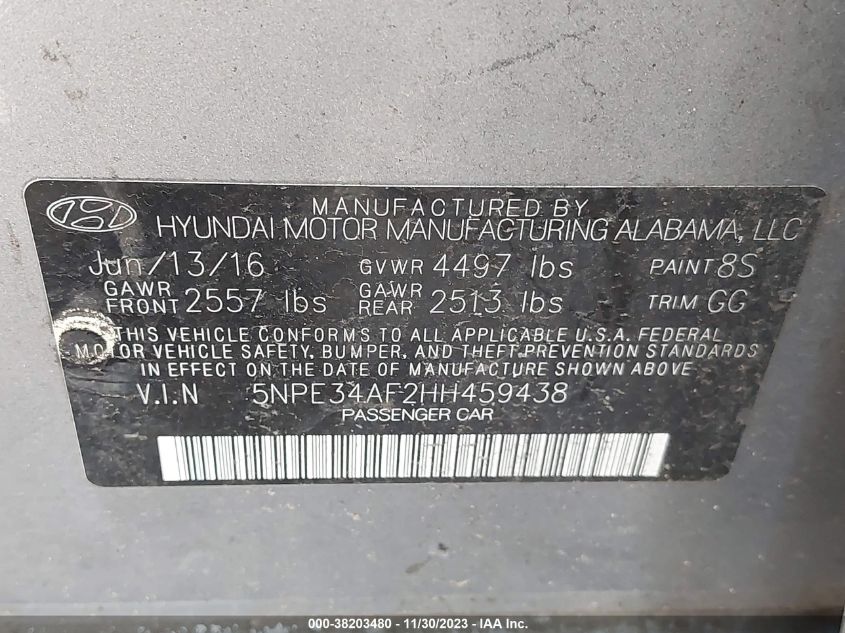 MANUFACTURED BY
HYUNDAI MOTOR MANUFACTURING ALABAMA, LLC
Jun/13/16 GVWR 4497 lbs PAINT 8S
GAWR FRONT 2557 lbs GAWR REAR 2513 lbs TRIM GG
THIS VEHICLE CONFORMS TO ALL APPLICABLE U.S.A. FEDERAL
MOTOR VEHICLE SAFETY, BUMPER, AND THEFT PREVENTION STANDARDS
IN EFFECT ON THE DATE OF MANUFACTURE SHOWN ABOVE.
V.I.N 5NPE34AF2HH459438
PASSENGER CAR
000-38203480 - 11/30/2023 - IAA Inc.